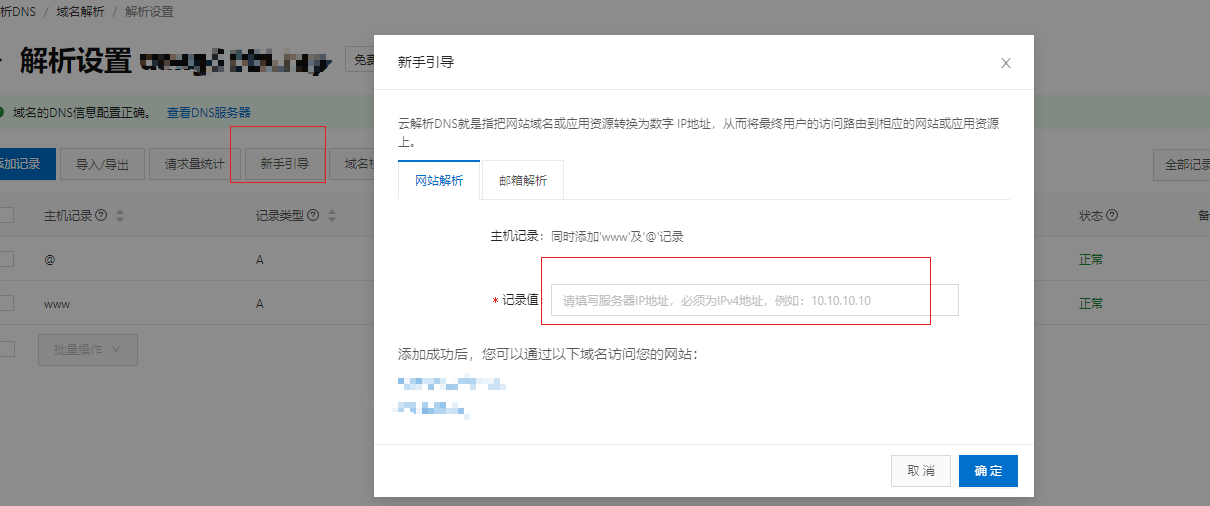 析DNS / 域名解析 / 解析设置
解析设置
免费
域名的DNS信息配置正确。 查看DNS服务器
添加记录 导入/导出 请求量统计 新手引导 域名检
全部记录
主机记录 记录类型 状态 备
@ A 正常
www A 正常
批量操作
新手引导
云解析DNS就是指把网站域名或应用资源转换为数字 IP地址，从而将最终用户的访问路由到相应的网站或应用资源
上。
网站解析 邮箱解析
主机记录：同时添加'www'及'@'记录
* 记录值： 请填写服务器IP地址，必须为IPv4地址，例如：10.10.10.10
添加成功后，您可以通过以下域名访问您的网站：
取 消 确 定